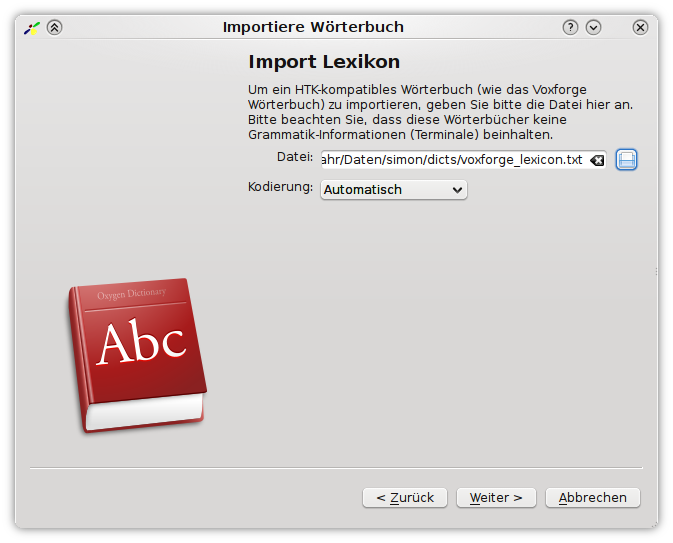 Importiere Wörterbuch
Import Lexikon
Um ein HTK-kompatibles Wörterbuch (wie das Voxforge
Wörterbuch) zu importieren, geben Sie bitte die Datei hier an.
Bitte beachten Sie, dass diese Wörterbücher keine
Grammatik-Informationen (Terminale) beinhalten.
Datei: ahr/Daten/simon/dicts/voxforge_lexicon.txt
Kodierung: Automatisch
Oxygen Dictionary
Abc
< Zurück Weiter > Abbrechen